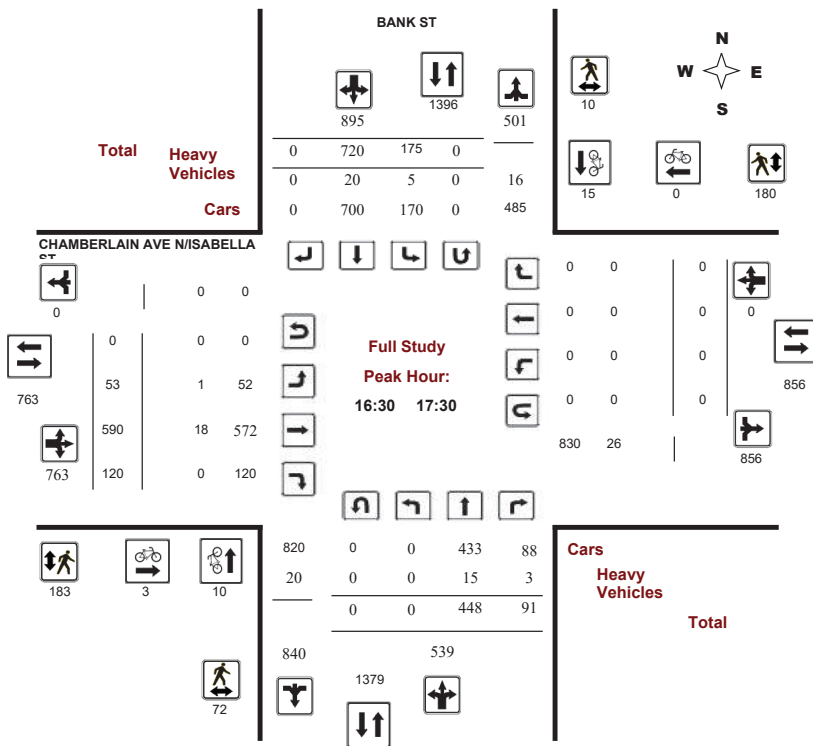 BANK ST
N
W E
S
1396
10
895 501
Total Heavy Vehicles
0 720 175 0
0 20 5 0 16
Cars 0 700 170 0 485
15 0 180
CHAMBERLAIN AVE N/ISABELLA
0 0 0
0 0 0
763 53 1 52
590 18 572
763 120 0 120
Full Study
Peak Hour:
16:30 17:30
0 0 0
0 0 0 0
0 0 0
0 0 0
856
830 26
856
820 0 0 433 88 Cars
20 0 0 15 3 Heavy Vehicles
0 0 448 91
Total
183 3 10
840 539
1379
72